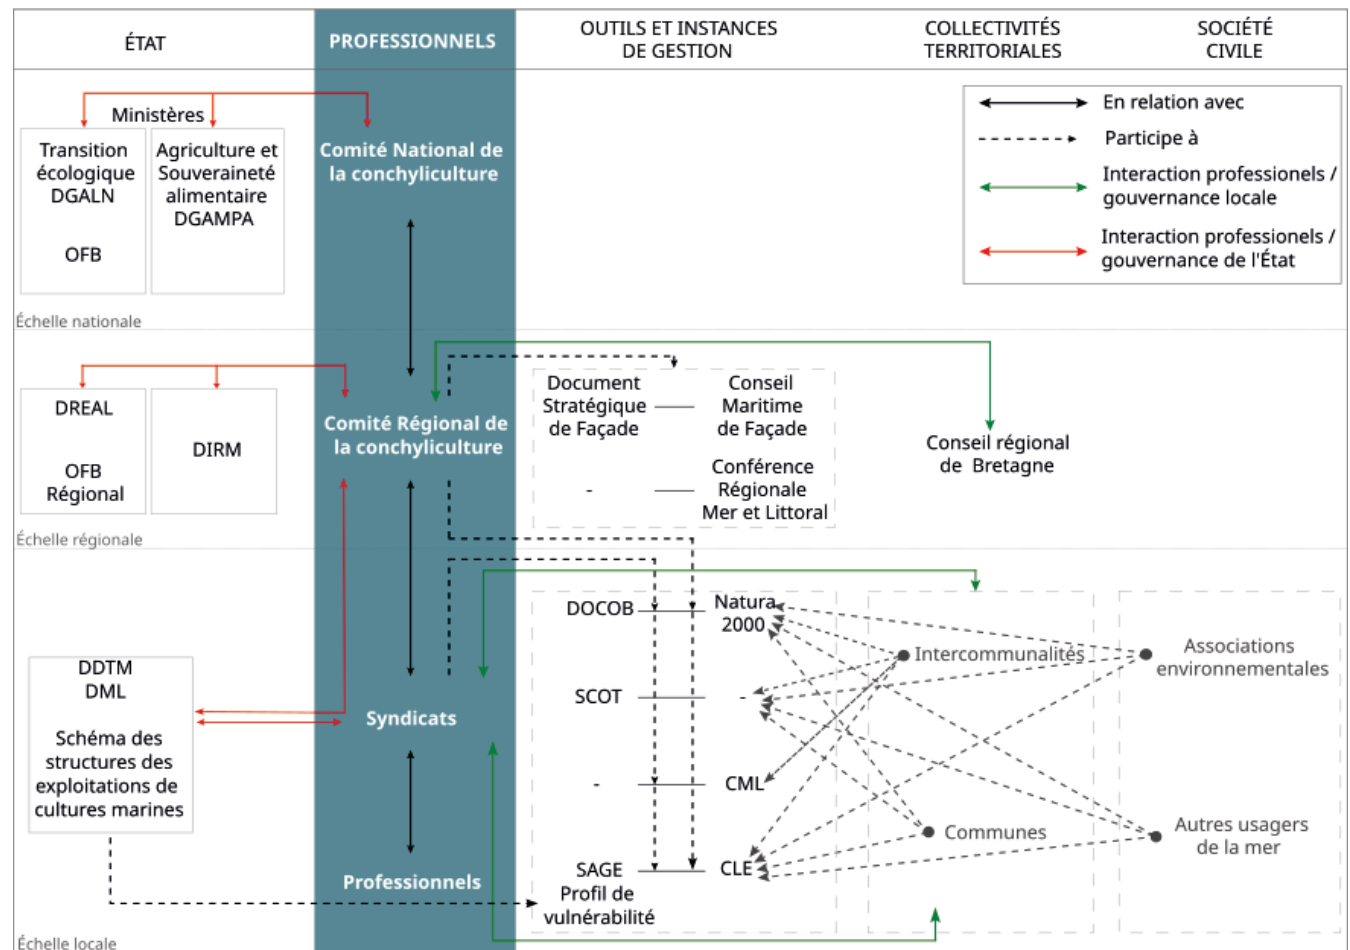 ÉTAT
PROFESSIONNELS
OUTILS ET INSTANCES
DE GESTION
COLLECTIVITÉS
TERRITORIALES
SOCIÉTÉ
CIVILE
Ministères
Transition
écologique
DGALN
OFB
Agriculture et
Souveraineté
alimentaire
DGAMPA
Comité National de
la conchyliculture
En relation avec
Participe à
Interaction professionels /
gouvernance locale
Interaction professionels /
gouvernance de l'État
Échelle nationale
DREAL
OFB
Régional
DIRM
Comité Régional de
la conchyliculture
Document
Stratégique
de Façade
Conseil
Maritime
de Façade
-
Conférence
Régionale
Mer et Littoral
Conseil régional
de Bretagne
Échelle régionale
DDTM
DML
Schéma des
structures des
exploitations de
cultures marines
Syndicats
Professionnels
DOCOB
Natura
2000
SCOT
-
-
CML
SAGE
Profil de
vulnérabilité
CLE
Intercommunalités
Communes
Associations
environnementales
Autres usagers
de la mer
Échelle locale